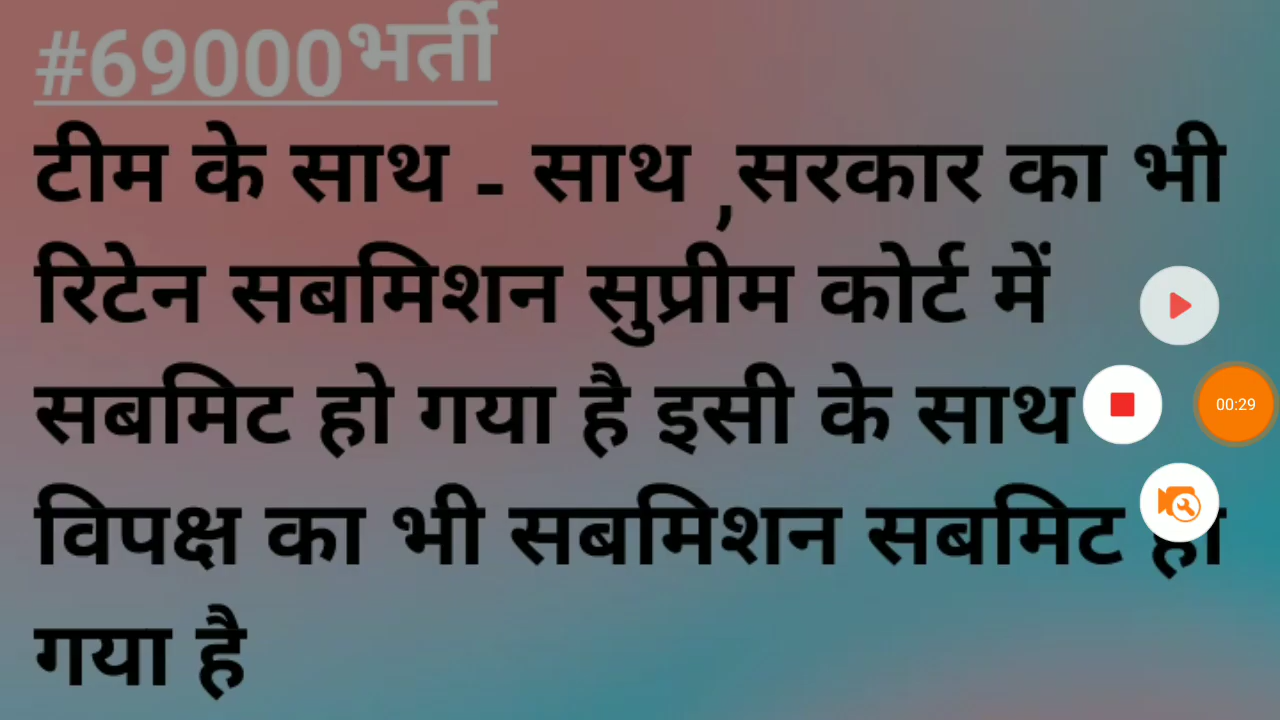 #69000भर्ती
टीम के साथ - साथ ,सरकार का भी
रिटेन सबमिशन सुप्रीम कोर्ट में
सबमिट हो गया है इसी के साथ
विपक्ष का भी सबमिशन सबमिट हो
गया है
00:29